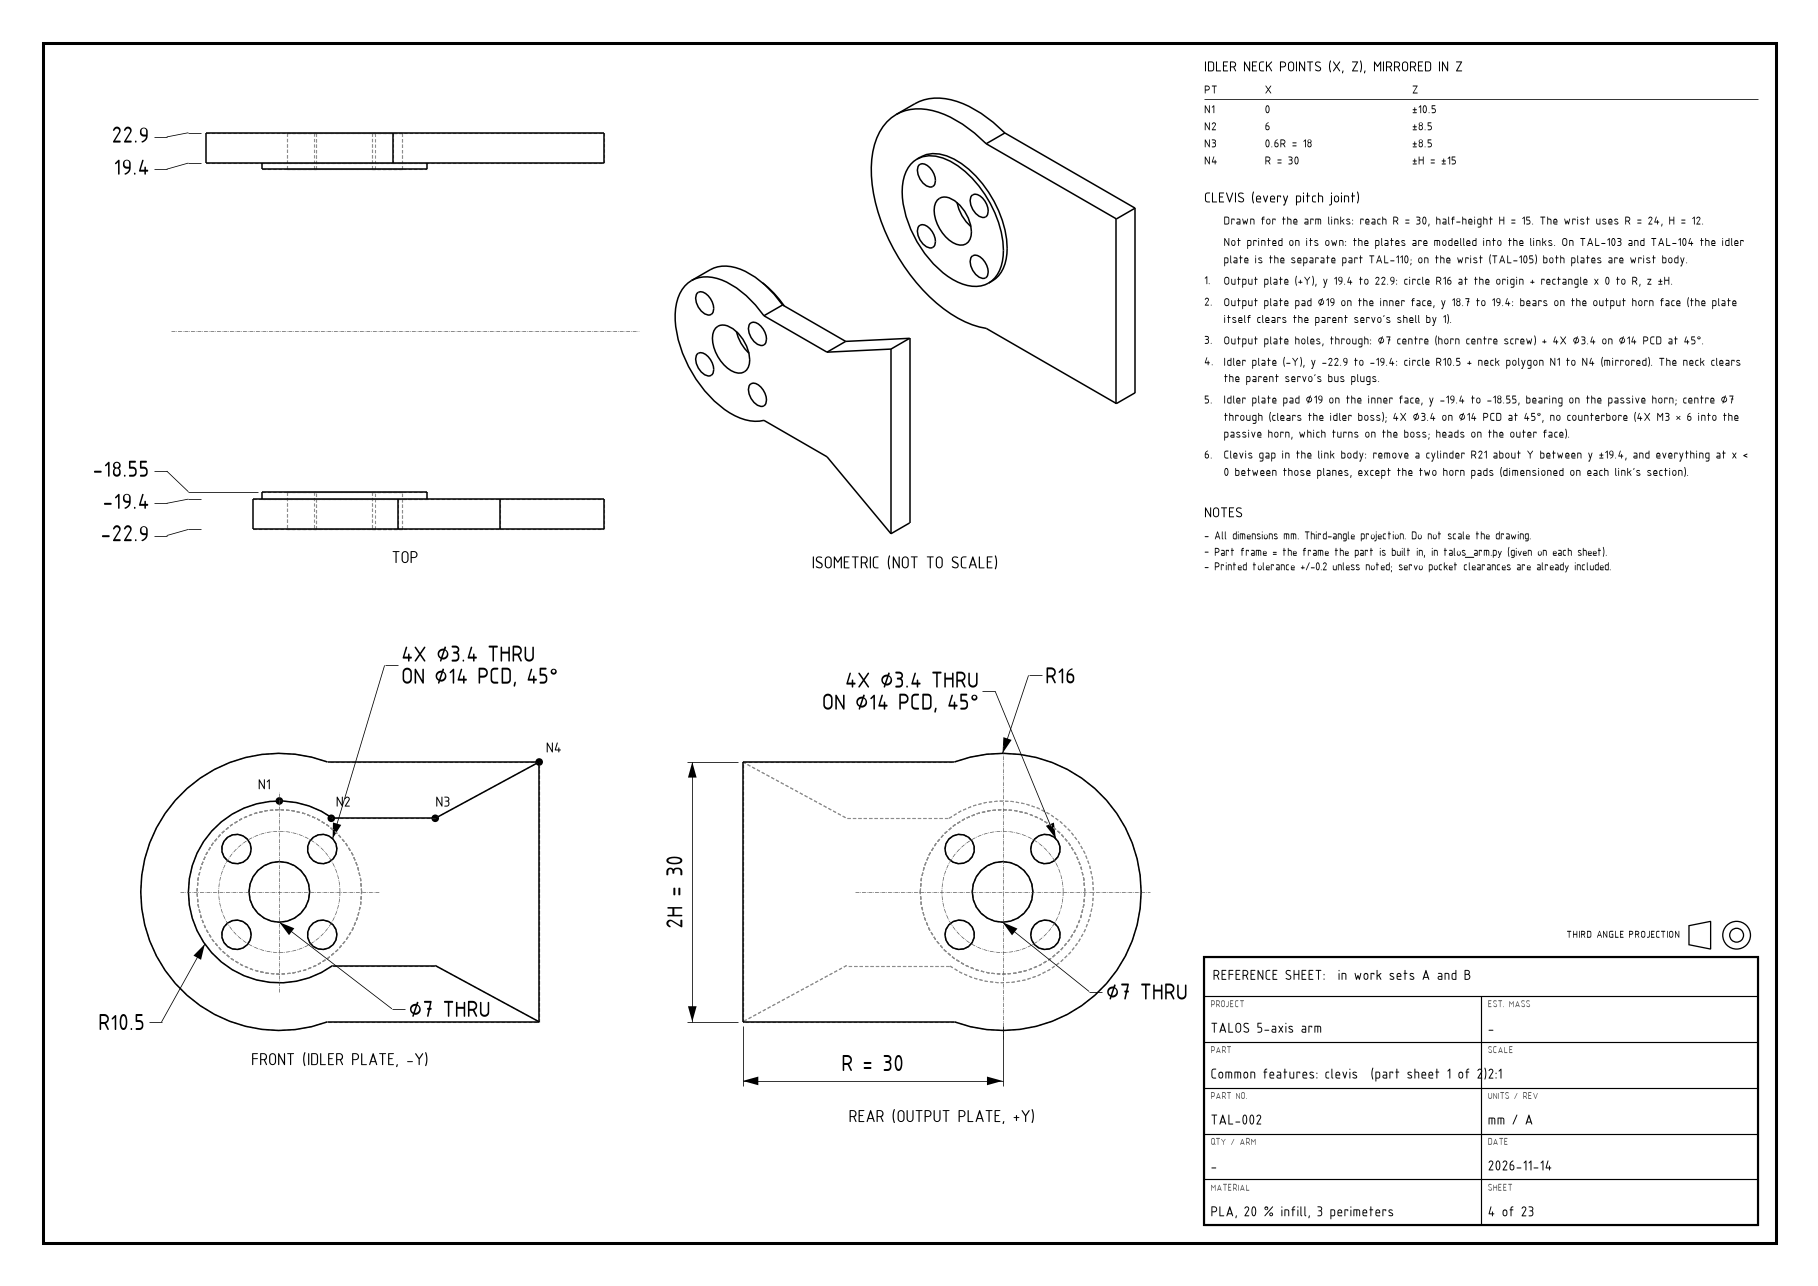 22.9
19.4
-18.55
-19.4
-22.9
TOP
ISOMETRIC (NOT TO SCALE)
IDLER NECK POINTS (X, Z), MIRRORED IN Z
PT X Z
N1 0 ±10.5
N2 6 ±8.5
N3 0.6R = 18 ±8.5
N4 R = 30 ±H = ±15
CLEVIS (every pitch joint)
Drawn for the arm links: reach R = 30, half-height H = 15. The wrist uses R = 24, H = 12.
Not printed on its own: the plates are modelled into the links. On TAL-103 and TAL-104 the idler
plate is the separate part TAL-110; on the wrist (TAL-105) both plates are wrist body.
1. Output plate (+Y), y 19.4 to 22.9: circle R16 at the origin + rectangle x 0 to R, z ±H.
2. Output plate pad Ø19 on the inner face, y 18.7 to 19.4: bears on the output horn face (the plate
itself clears the parent servo's shell by 1).
3. Output plate holes, through: Ø7 centre (horn centre screw) + 4X Ø3.4 on Ø14 PCD at 45°.
4. Idler plate (-Y), y -22.9 to -19.4: circle R10.5 + neck polygon N1 to N4 (mirrored). The neck clears
the parent servo's bus plugs.
5. Idler plate pad Ø19 on the inner face, y -19.4 to -18.55, bearing on the passive horn; centre Ø7
through (clears the idler boss); 4X Ø3.4 on Ø14 PCD at 45°, no counterbore (4X M3 × 6 into the
passive horn, which turns on the boss; heads on the outer face).
6. Clevis gap in the link body: remove a cylinder R21 about Y between y ±19.4, and everything at x <
0 between those planes, except the two horn pads (dimensioned on each link's section).
NOTES
- All dimensions mm. Third-angle projection. Do not scale the drawing.
- Part frame = the frame the part is built in, in talos_arm.py (given on each sheet).
- Printed tolerance +/-0.2 unless noted; servo pocket clearances are already included.
4X Ø3.4 THRU
ON Ø14 PCD, 45°
N1
N2
N3
N4
R10.5
Ø7 THRU
FRONT (IDLER PLATE, -Y)
4X Ø3.4 THRU
ON Ø14 PCD, 45°
R16
2H = 30
Ø7 THRU
R = 30
REAR (OUTPUT PLATE, +Y)
THIRD ANGLE PROJECTION
REFERENCE SHEET: in work sets A and B
PROJECT EST. MASS
TALOS 5-axis arm -
PART SCALE
Common features: clevis (part sheet 1 of 2) 2:1
PART NO. UNITS / REV
TAL-002 mm / A
QTY / ARM DATE
- 2026-11-14
MATERIAL SHEET
PLA, 20 % infill, 3 perimeters 4 of 23